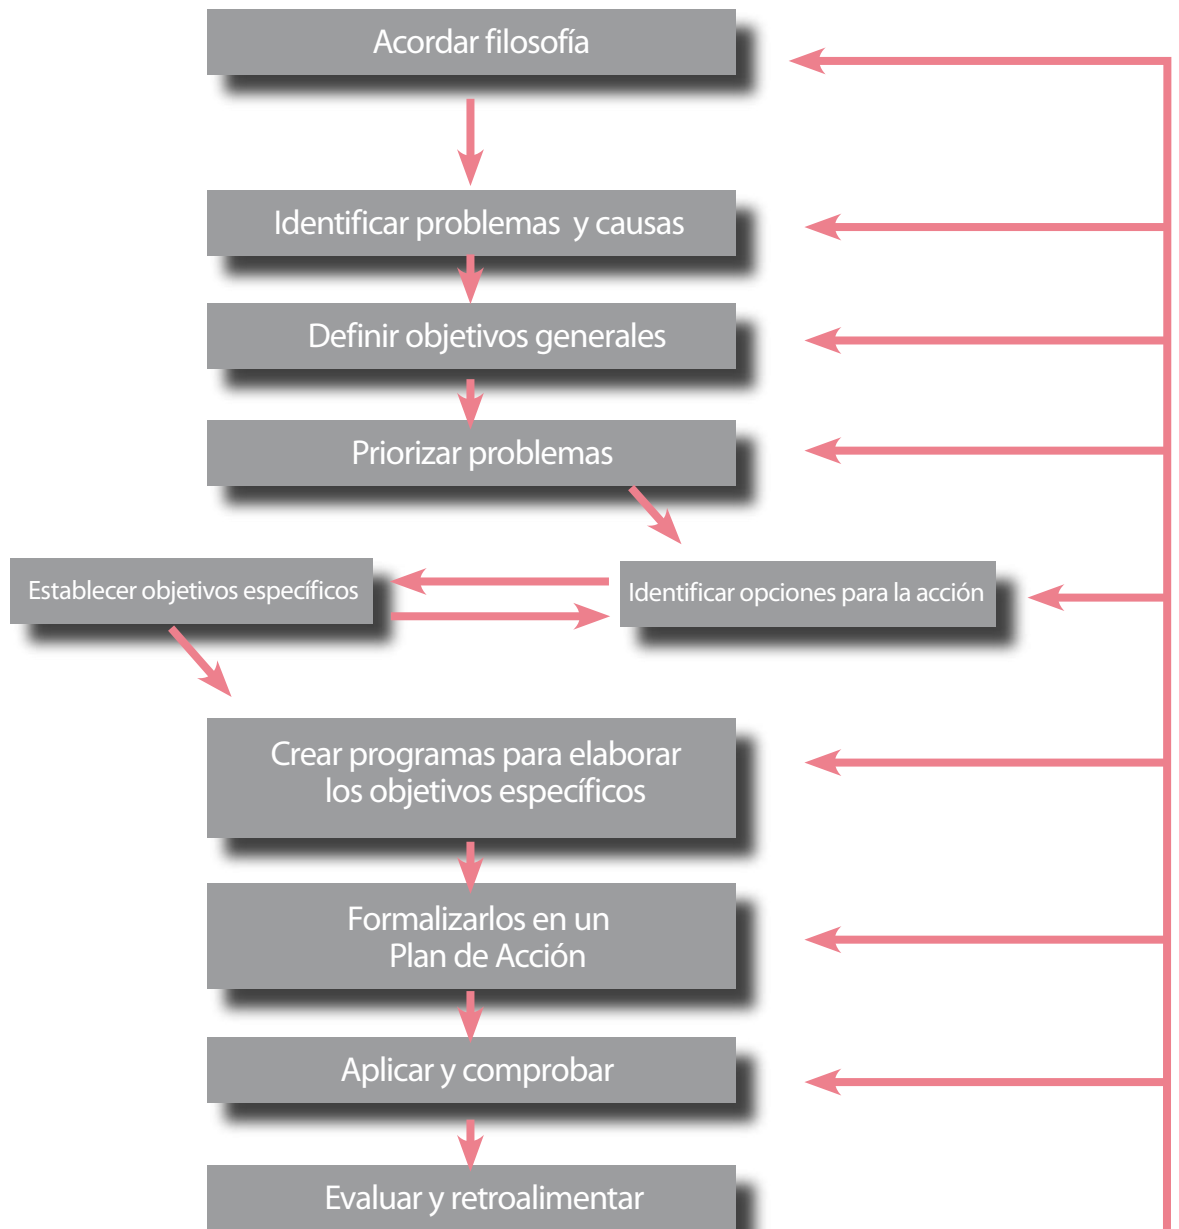 Acordar filosofía
Identificar problemas y causas
Definir objetivos generales
Priorizar problemas
Establecer objetivos específicos
Identificar opciones para la acción
Crear programas para elaborar
los objetivos específicos
Formalizarlos en un
Plan de Acción
Aplicar y comprobar
Evaluar y retroalimentar